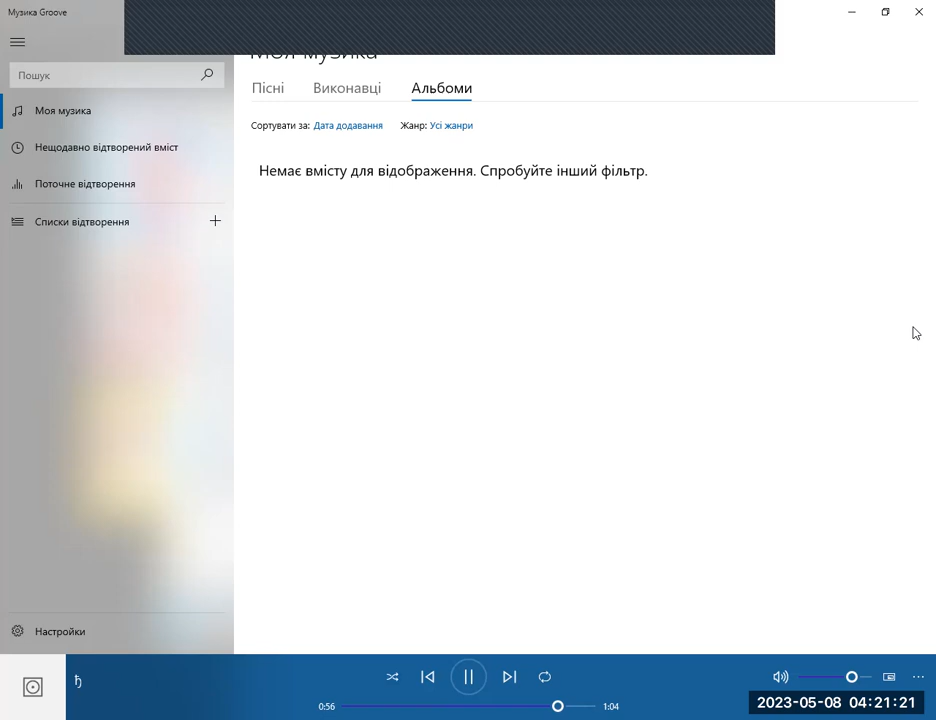 Музика Groove
Моя музика
Пошук
Пісні Виконавці Альбоми
Моя музика
Сортувати за: Дата додавання Жанр: Усі жанри
Нещодавно відтворений вміст
Немає вмісту для відображення. Спробуйте інший фільтр.
Поточне відтворення
Списки відтворення
Настройки
ђ
0:56 1:04
2023-05-08 04:21:21